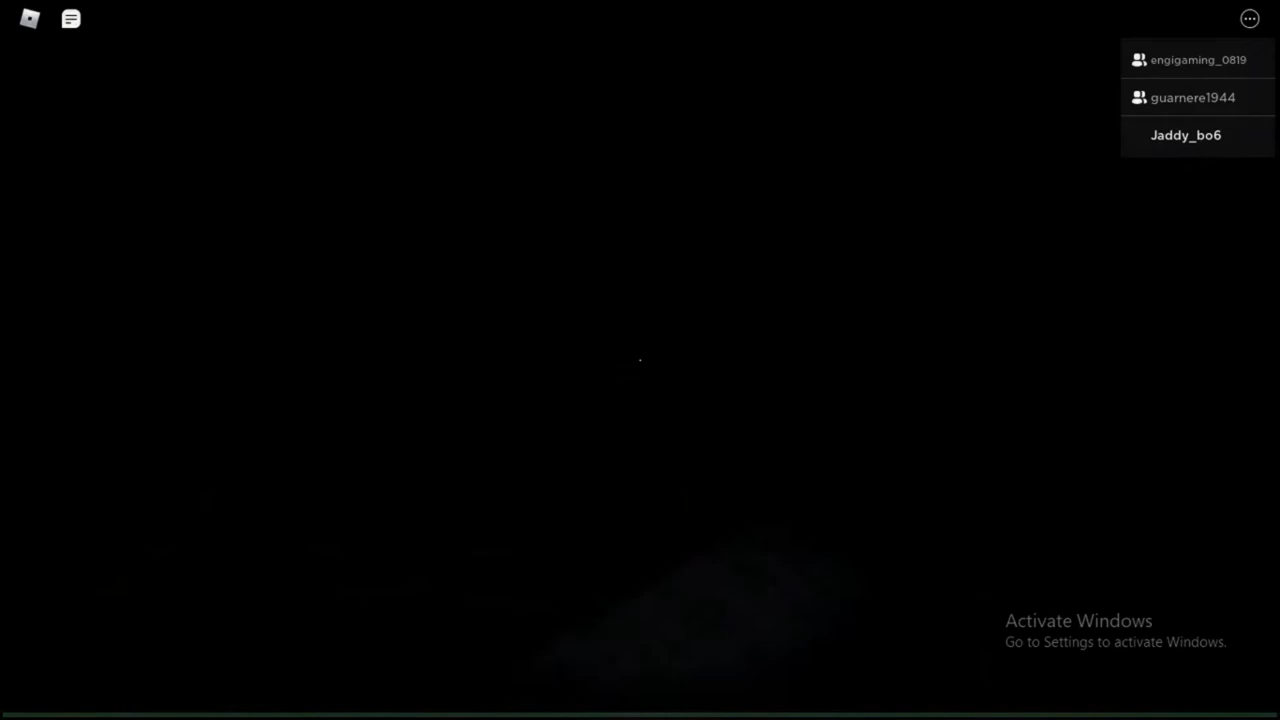 engigaming_0819
guarnere1944
Jaddy_bo6
Activate Windows
Go to Settings to activate Windows.